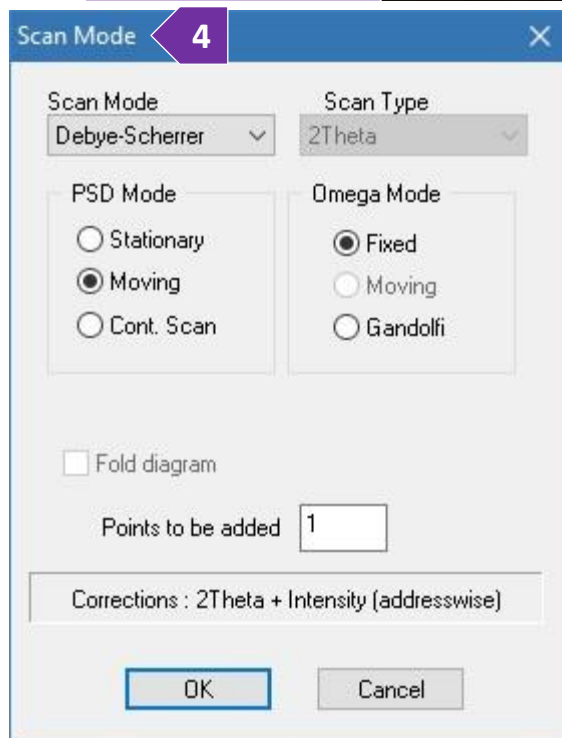 Scan Mode 4
Scan Mode Scan Type
Debye-Scherrer 2Theta
PSD Mode Omega Mode
Stationary Fixed
Moving Moving
Cont. Scan Gandolfi
Fold diagram
Points to be added 1
Corrections : 2Theta + Intensity (addresswise)
OK Cancel